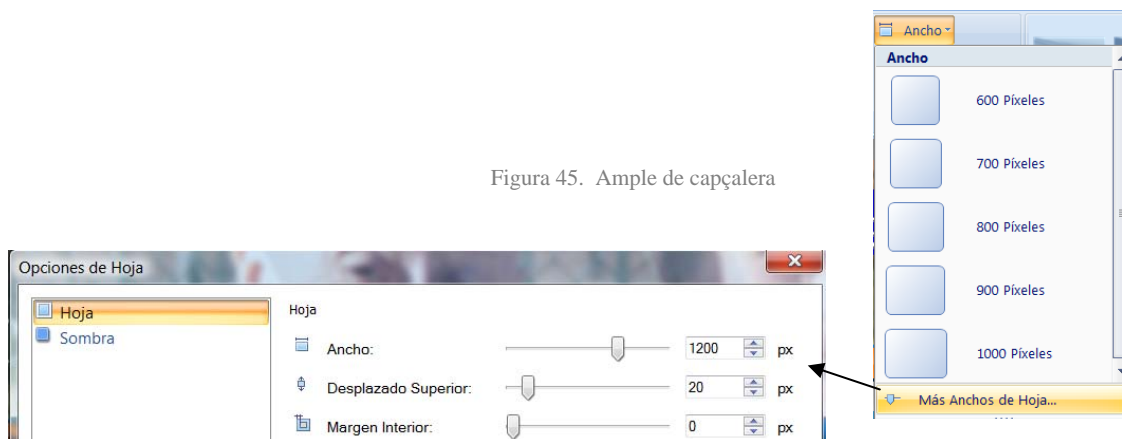 Ancho
Ancho
600 Píxeles
700 Píxeles
Figura 45. Ample de capçalera
800 Píxeles
900 Píxeles
1000 Píxeles
Más Anchos de Hoja...
Opciones de Hoja
Hoja
Sombra
Hoja
Ancho: 1200 px
Desplazado Superior: 20 px
Margen Interior: 0 px